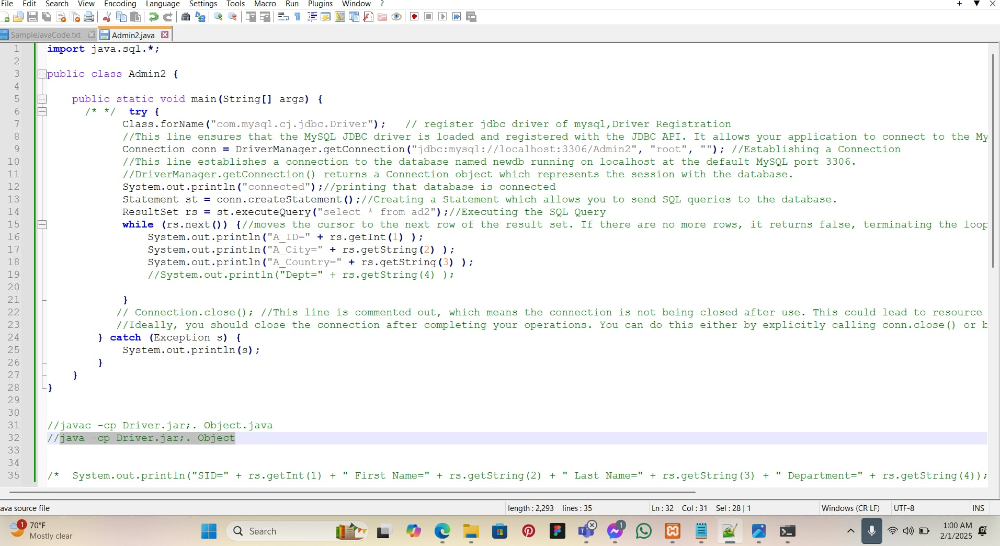 File Edit Search View Encoding Language Settings Tools Macro Run Plugins Window ? + ▼ X
SampleJavaCode.txt Admin2.java
1 import java.sql.*;
2
3 public class Admin2 {
4
5 public static void main(String[] args) {
6 /* */ try {
7 Class.forName("com.mysql.cj.jdbc.Driver"); // register jdbc driver of mysql,Driver Registration
8 //This line ensures that the MySQL JDBC driver is loaded and registered with the JDBC API. It allows your application to connect to the My
9 Connection conn = DriverManager.getConnection("jdbc:mysql://localhost:3306/Admin2", "root", ""); //Establishing a Connection
10 //This line establishes a connection to the database named newdb running on localhost at the default MySQL port 3306.
11 //DriverManager.getConnection() returns a Connection object which represents the session with the database.
12 System.out.println("connected");//printing that database is connected
13 Statement st = conn.createStatement();//Creating a Statement which allows you to send SQL queries to the database.
14 ResultSet rs = st.executeQuery("select * from ad2");//Executing the SQL Query
15 while (rs.next()) {//moves the cursor to the next row of the result set. If there are no more rows, it returns false, terminating the loop
16 System.out.println("A_ID=" + rs.getInt(1) );
17 System.out.println("A_City=" + rs.getString(2) );
18 System.out.println("A_Country=" + rs.getString(3) );
19 //System.out.println("Dept=" + rs.getString(4) );
20
21 }
22 // Connection.close(); //This line is commented out, which means the connection is not being closed after use. This could lead to resource
23 //Ideally, you should close the connection after completing your operations. You can do this either by explicitly calling conn.close() or b
24 } catch (Exception s) {
25 System.out.println(s);
26 }
27 }
28 }
29
30
31 //javac -cp Driver.jar;. Object.java
32 //java -cp Driver.jar;. Object
33
34
35 /* System.out.println("SID=" + rs.getInt(1) + " First Name=" + rs.getString(2) + " Last Name=" + rs.getString(3) + " Department=" + rs.getString(4));
ava source file length : 2,293 lines : 35 Ln : 32 Col : 31 Sel : 28 | 1 Windows (CR LF) UTF-8 INS
1 70°F Search 1 1:00 AM
Mostly clear 2/1/2025